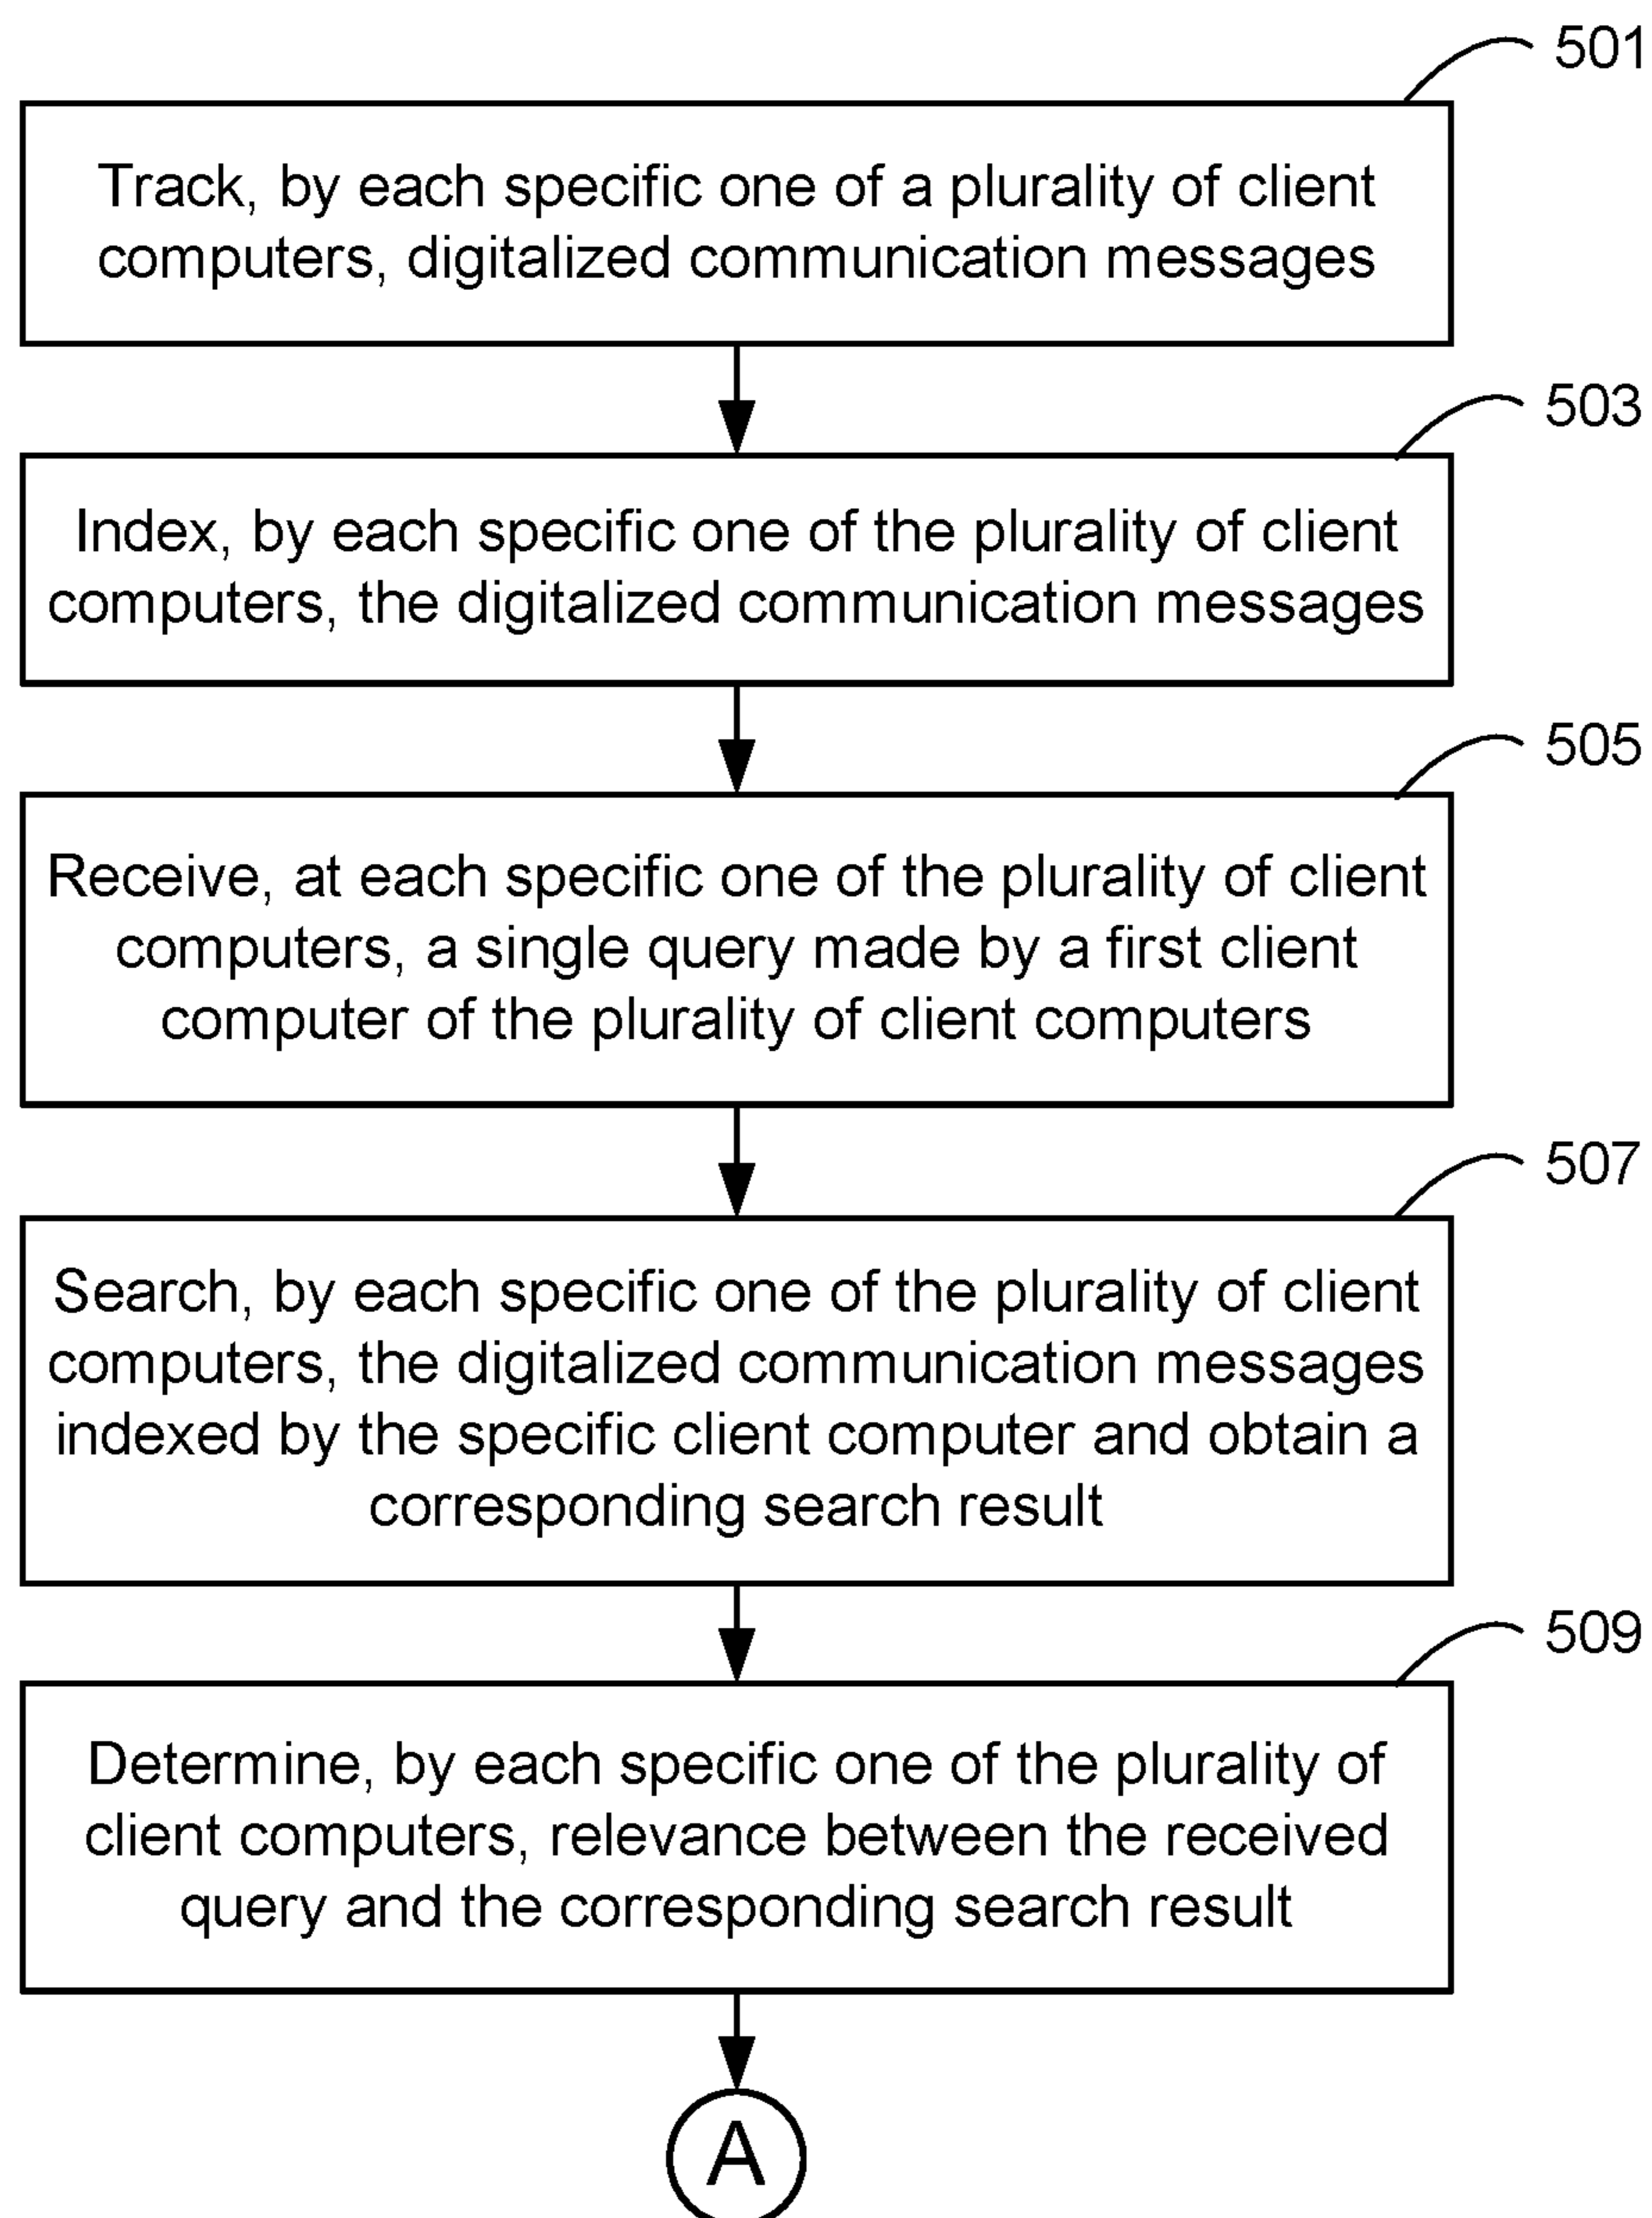 501
Track, by each specific one of a plurality of client
computers, digitalized communication messages
503
Index, by each specific one of the plurality of client
computers, the digitalized communication messages
505
Receive, at each specific one of the plurality of client
computers, a single query made by a first client
computer of the plurality of client computers
507
Search, by each specific one of the plurality of client
computers, the digitalized communication messages
indexed by the specific client computer and obtain a
corresponding search result
509
Determine, by each specific one of the plurality of
client computers, relevance between the received
query and the corresponding search result
A